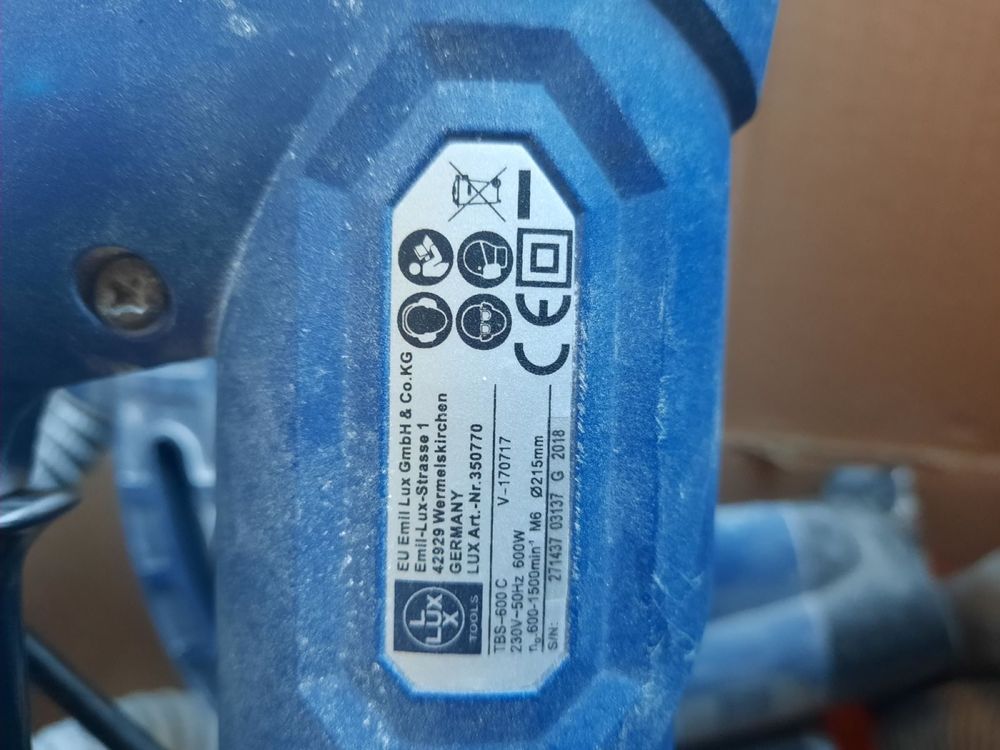 L
LUX
X
TOOLS
EU Emil Lux GmbH & Co.KG
Emil-Lux-Strasse 1
42929 Wermelskirchen
GERMANY
LUX Art.-Nr.350770
TBS-600 C V-170717
230V~50Hz 600W
n₀:600-1500min⁻¹ M6 Ø215mm
S/N: 271437 03137 G 2018
CE